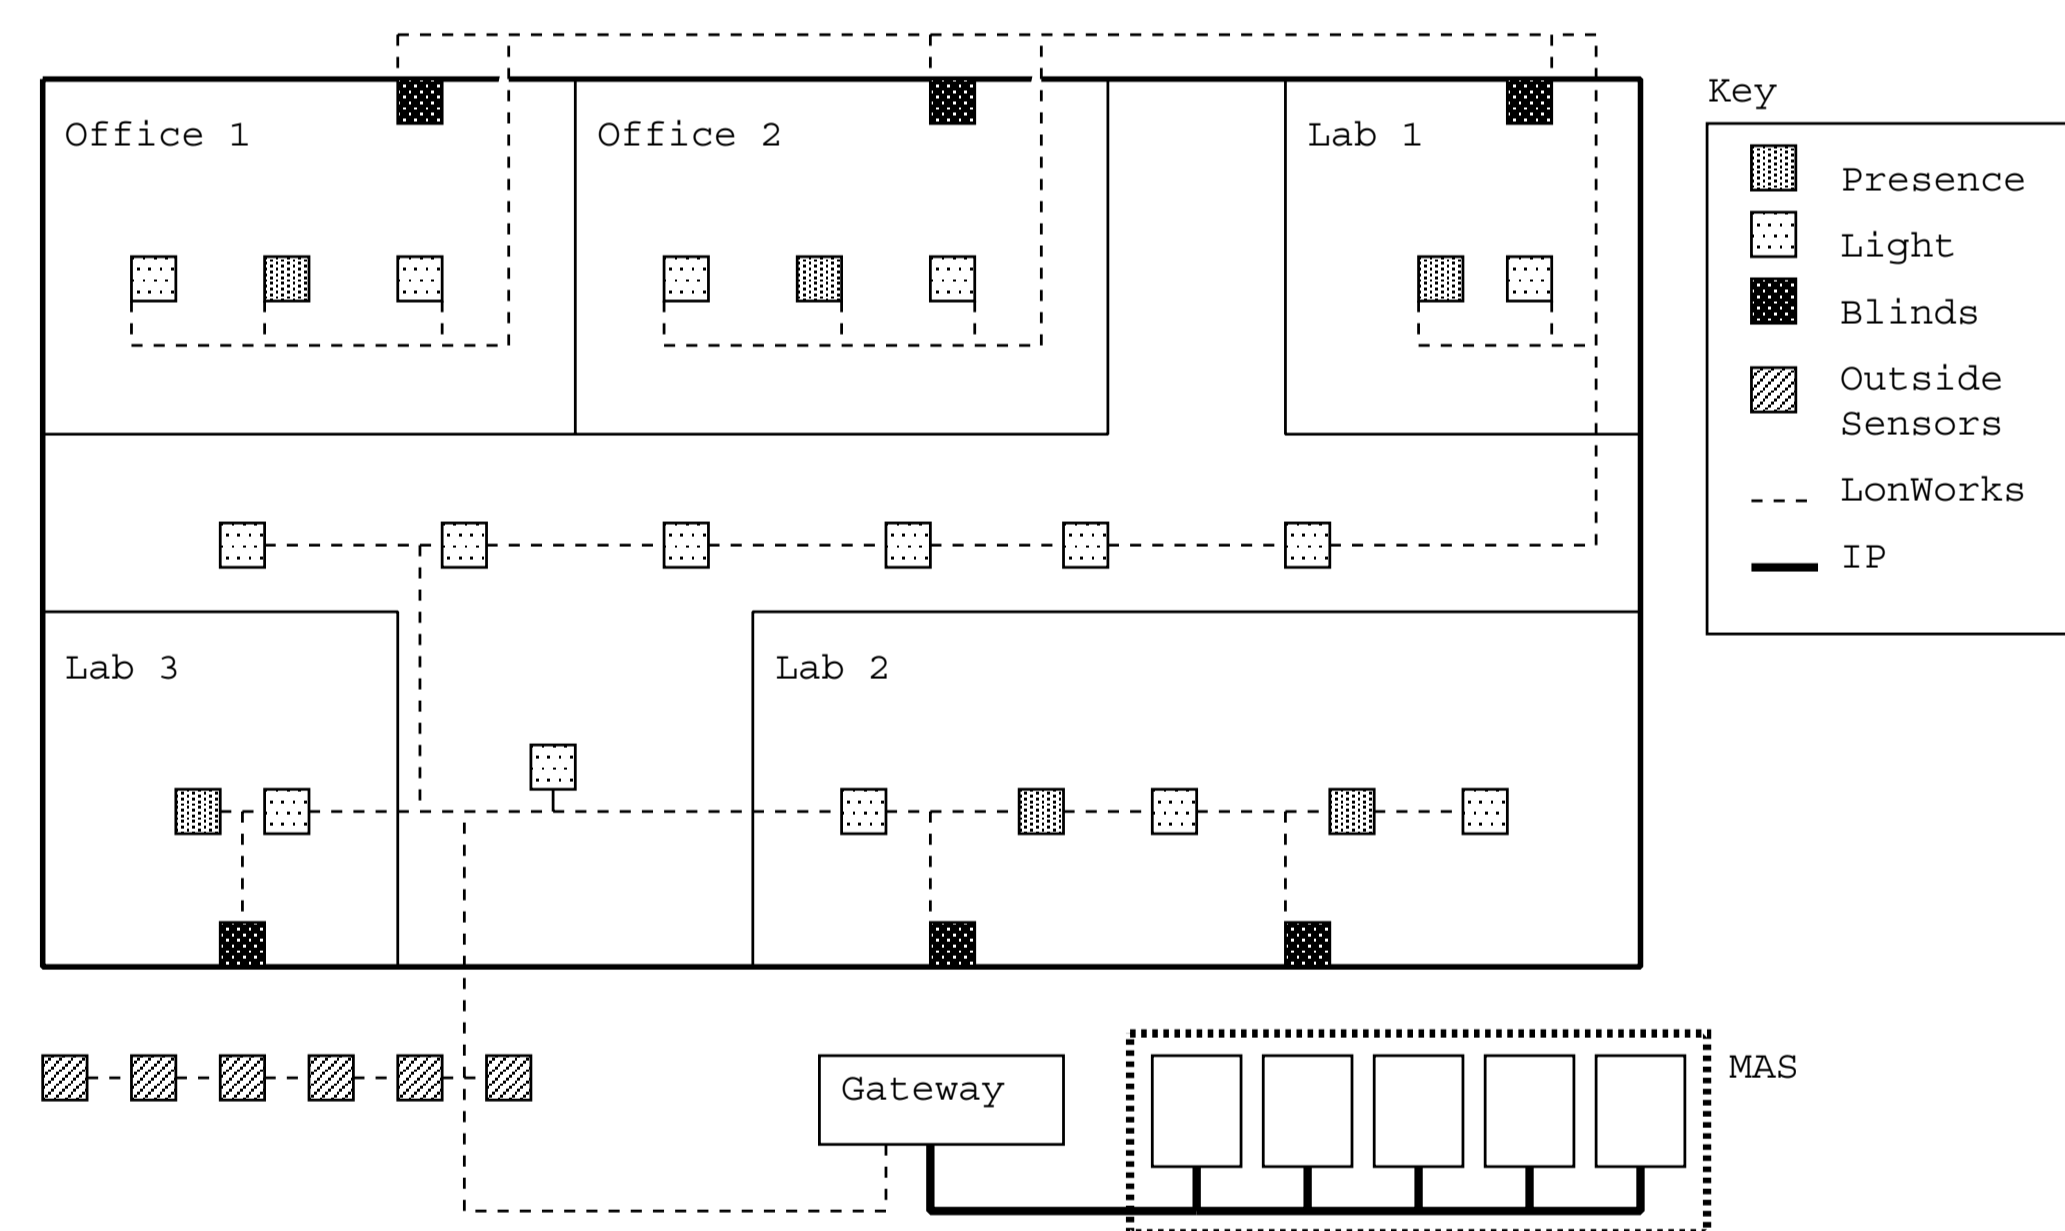 Key
Office 1
Office 2
Lab 1
Presence
Light
Blinds
Outside
Sensors
LonWorks
IP
Lab 3
Lab 2
Gateway
MAS